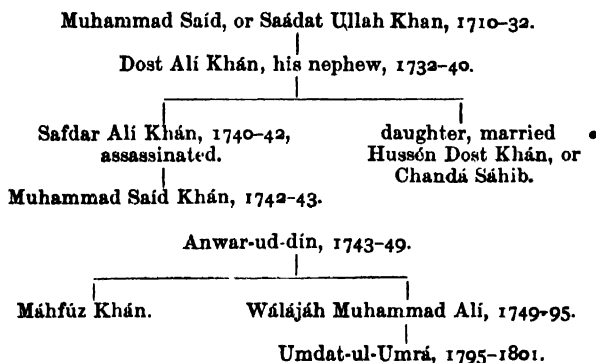 Muhammad Saíd, or Saádat Ullah Khan, 1710–32.
Dost Alí Khán, his nephew, 1732–40.
Safdar Alí Khán, 1740–42,
assassinated.
daughter, married
Hussén Dost Khán, or
Chandá Sáhib.
Muhammad Saíd Khán, 1742–43.
Anwar-ud-dín, 1743–49.
Máhfúz Khán.
Wálájáh Muhammad Alí, 1749–95.
Umdat-ul-Umrá, 1795–1801.